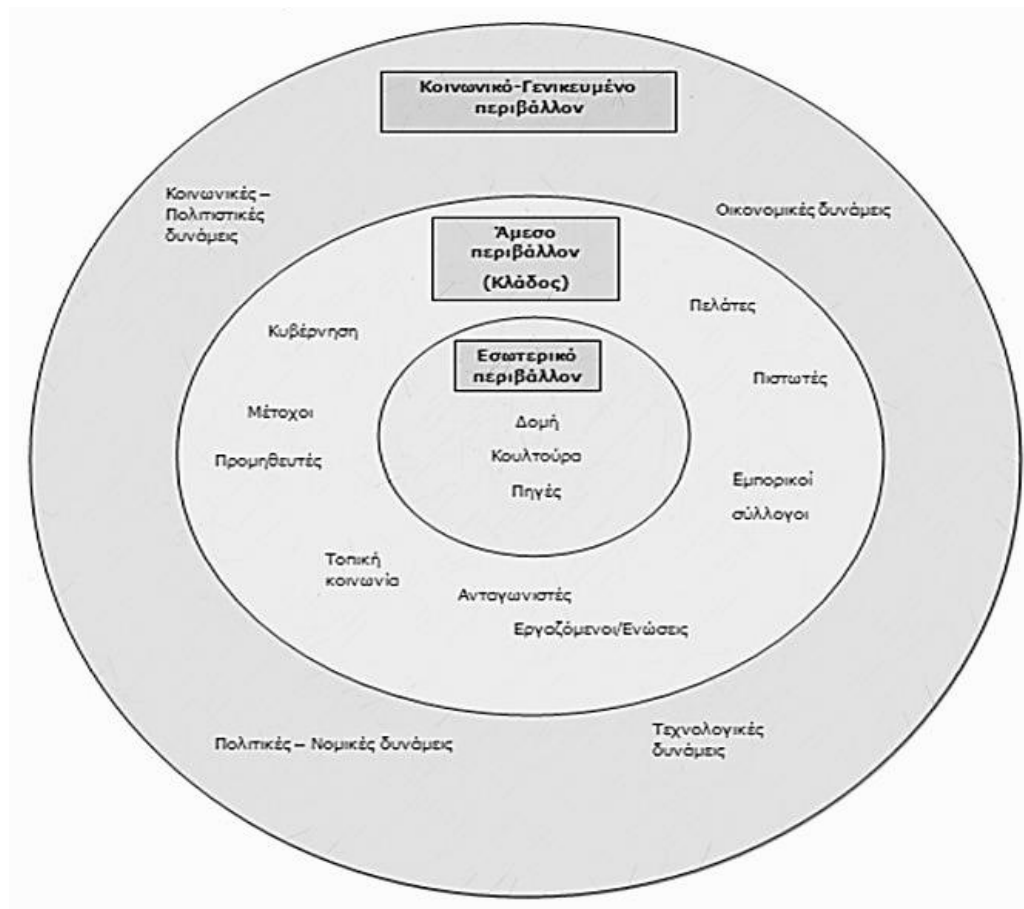 Κοινωνικό-Γενικευμένο
περιβάλλον
Κοινωνικές –
Πολιτιστικές
δυνάμεις
Οικονομικές δυνάμεις
Άμεσο
περιβάλλον
(Κλάδος)
Πελάτες
Κυβέρνηση
Εσωτερικό
περιβάλλον
Πιστωτές
Μέτοχοι
Δομή
Προμηθευτές
Κουλτούρα
Πηγές
Εμπορικοί
σύλλογοι
Τοπική
κοινωνία
Ανταγωνιστές
Εργαζόμενοι/Ενώσεις
Πολιτικές – Νομικές δυνάμεις
Τεχνολογικές
δυνάμεις